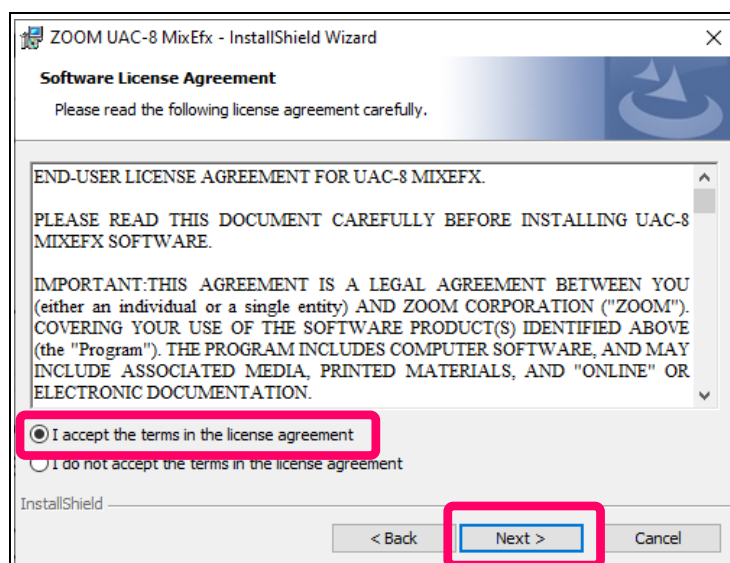 ZOOM UAC-8 MixEfx - InstallShield Wizard
Software License Agreement
Please read the following license agreement carefully.
END-USER LICENSE AGREEMENT FOR UAC-8 MIXEFX.
PLEASE READ THIS DOCUMENT CAREFULLY BEFORE INSTALLING UAC-8
MIXEFX SOFTWARE.
IMPORTANT:THIS AGREEMENT IS A LEGAL AGREEMENT BETWEEN YOU
(either an individual or a single entity) AND ZOOM CORPORATION ("ZOOM").
COVERING YOUR USE OF THE SOFTWARE PRODUCT(S) IDENTIFIED ABOVE
(the "Program"). THE PROGRAM INCLUDES COMPUTER SOFTWARE, AND MAY
INCLUDE ASSOCIATED MEDIA, PRINTED MATERIALS, AND "ONLINE" OR
ELECTRONIC DOCUMENTATION.
I accept the terms in the license agreement
I do not accept the terms in the license agreement
InstallShield
< Back Next > Cancel